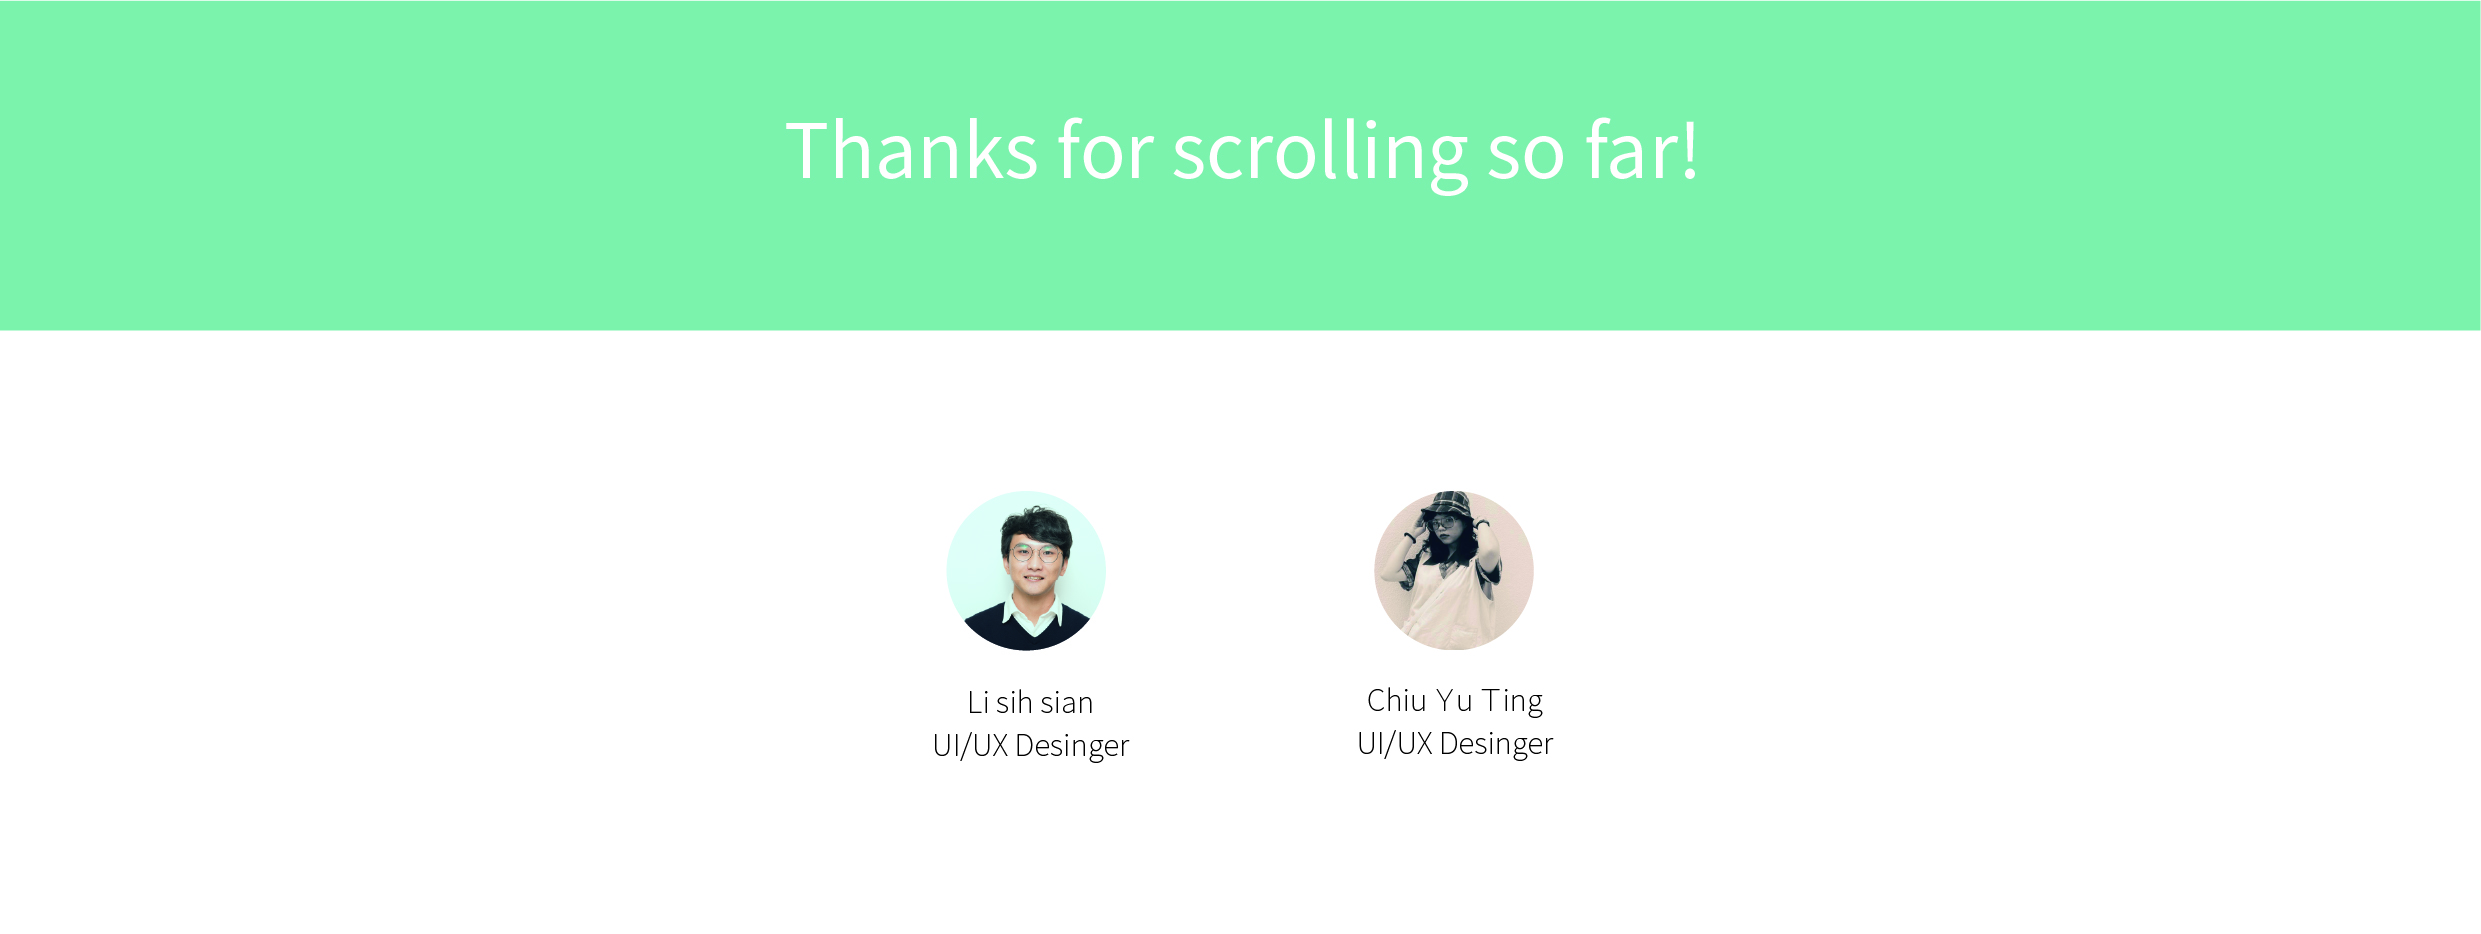 Thanks for scrolling so far!
Li sih sian
UI/UX Desinger
Chiu Yu Ting
UI/UX Desinger